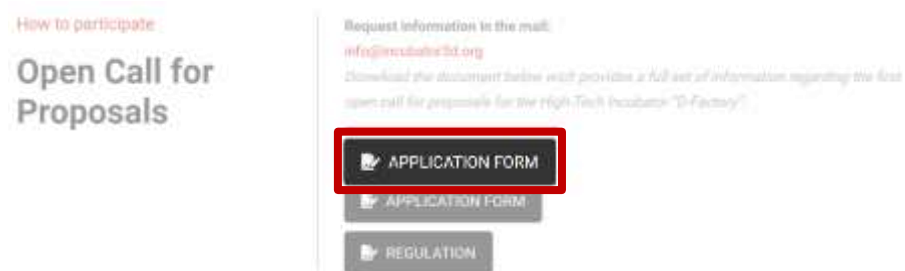 How to participate
Open Call for
Proposals
Request information in the mail:
info@incubator3d.org
Download the document below wich provides a full set of information regarding the first
open call for proposals for the High-Tech Incubator "D-Factory".
APPLICATION FORM
APPLICATION FORM
REGULATION